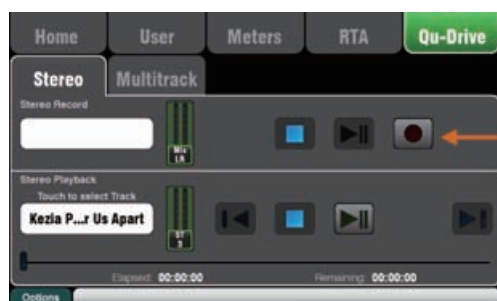 Home User Meters RTA Qu-Drive
Stereo Multitrack
Stereo Record
Mix
LR
Stereo Playback
Touch to select Track
Kezia P...r Us Apart
ST
3
Elapsed: 00:00:00 Remaining: 00:00:00
Options